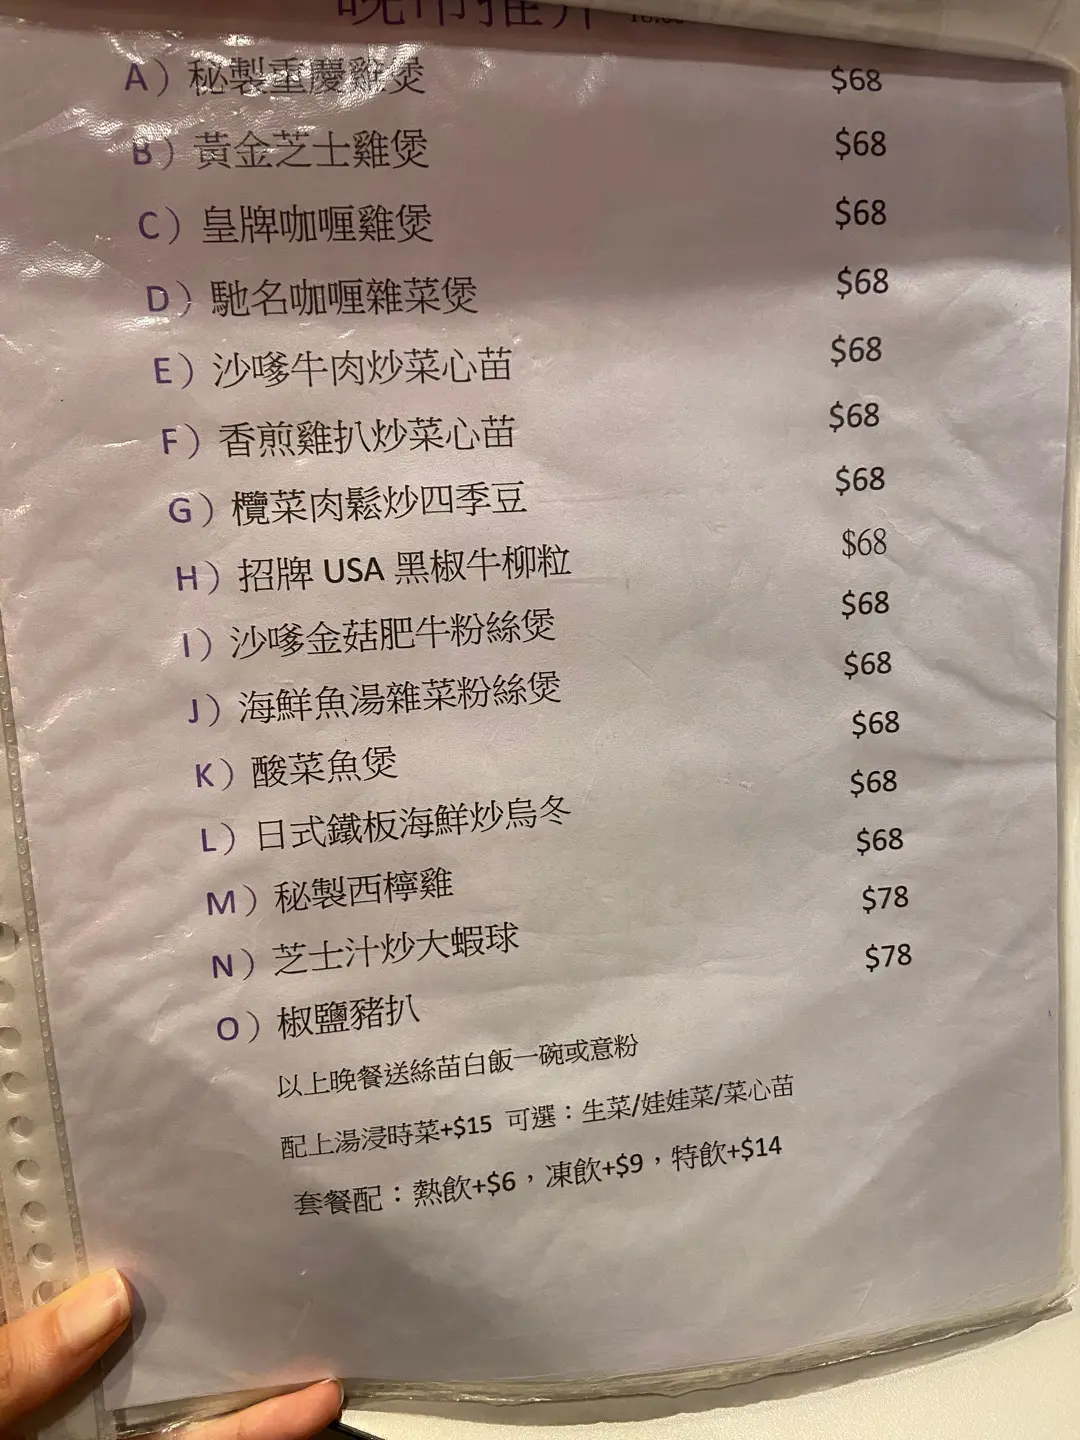 晚市推介
A）秘製重慶雞煲 $68
B）黃金芝士雞煲 $68
C）皇牌咖喱雞煲 $68
D）馳名咖喱雜菜煲 $68
E）沙嗲牛肉炒菜心苗 $68
F）香煎雞扒炒菜心苗 $68
G）欖菜肉鬆炒四季豆 $68
H）招牌 USA 黑椒牛柳粒 $68
I）沙嗲金菇肥牛粉絲煲 $68
J）海鮮魚湯雜菜粉絲煲 $68
K）酸菜魚煲 $68
L）日式鐵板海鮮炒烏冬 $68
M）秘製西檸雞 $68
N）芝士汁炒大蝦球 $78
O）椒鹽豬扒 $78
以上晚餐送絲苗白飯一碗或意粉
配上湯浸時菜+$15 可選：生菜/娃娃菜/菜心苗
套餐配：熱飲+$6，凍飲+$9，特飲+$14